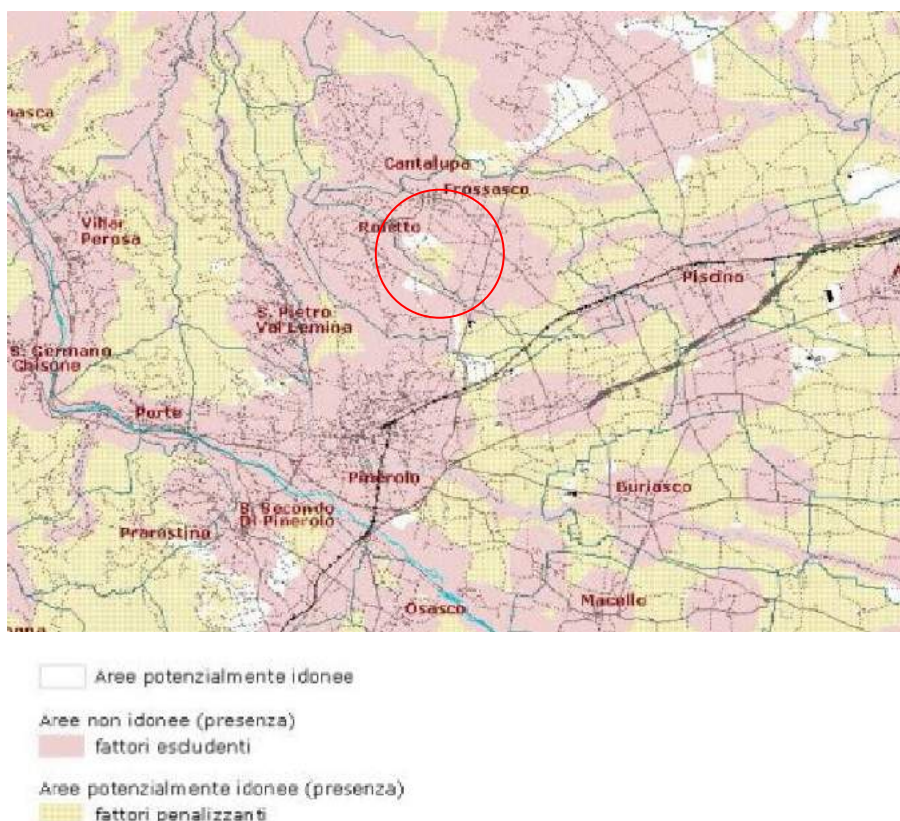 nasca
Cantalupa
Frossasco
Villar
Perosa
Roletto
Piscina
S. Pietro
Val Lemina
S. Germano
Chisone
Porte
Pinerolo
Buriasco
S. Secondo
Di Pinerolo
Prarostino
Osasco
Macello
Aree potenzialmente idonee
Aree non idonee (presenza)
fattori escludenti
Aree potenzialmente idonee (presenza)
fattori penalizzanti